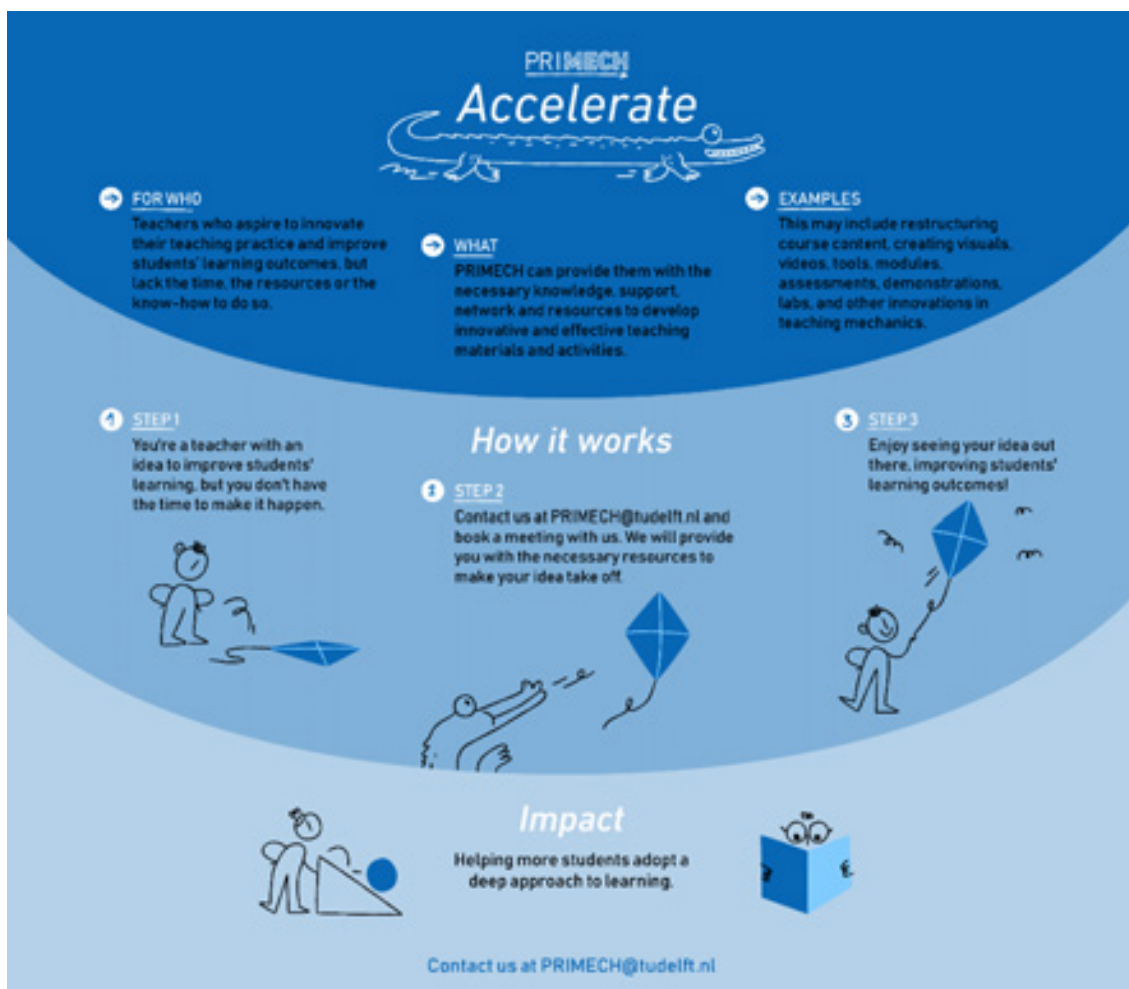 PRIMECH
Accelerate
FOR WHO
Teachers who aspire to innovate
their teaching practice and improve
students' learning outcomes, but
lack the time, the resources or the
know-how to do so.
WHAT
PRIMECH can provide them with the
necessary knowledge, support,
network and resources to develop
innovative and effective teaching
materials and activities.
EXAMPLES
This may include restructuring
course content, creating visuals,
videos, tools, modules,
assessments, demonstrations,
labs, and other innovations in
teaching mechanics.
How it works
1 STEP 1
You're a teacher with an
idea to improve students'
learning, but you don't have
the time to make it happen.
2 STEP 2
Contact us at PRIMECH@tudelft.nl and
book a meeting with us. We will provide
you with the necessary resources to
make your idea take off.
3 STEP 3
Enjoy seeing your idea out
there, improving students'
learning outcomes!
Impact
Helping more students adopt a
deep approach to learning.
Contact us at PRIMECH@tudelft.nl